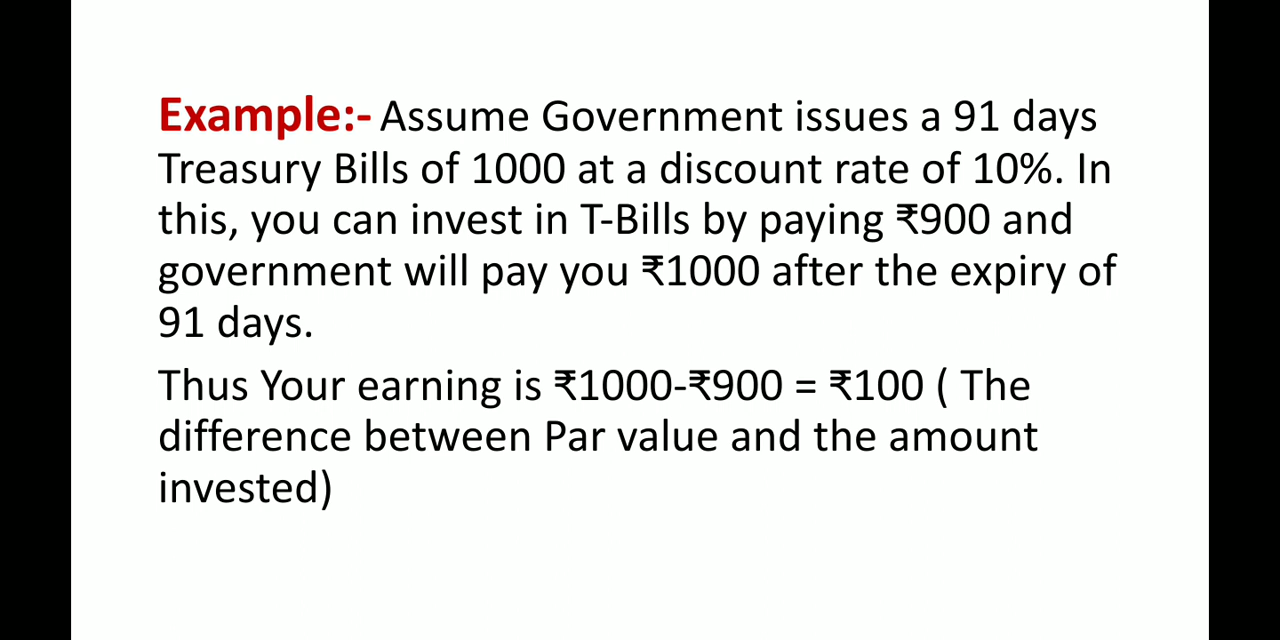 Example:- Assume Government issues a 91 days
Treasury Bills of 1000 at a discount rate of 10%. In
this, you can invest in T-Bills by paying ₹900 and
government will pay you ₹1000 after the expiry of
91 days.
Thus Your earning is ₹1000-₹900 = ₹100 ( The
difference between Par value and the amount
invested)